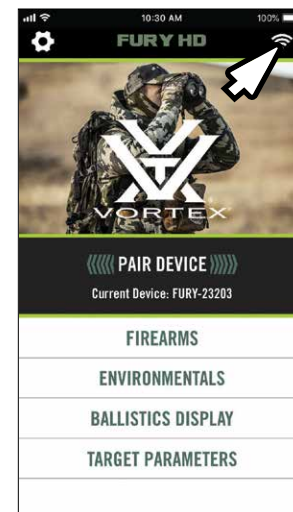 10:30 AM
100%
FURY HD
VORTEX
PAIR DEVICE
Current Device: FURY-23203
FIREARMS
ENVIRONMENTALS
BALLISTICS DISPLAY
TARGET PARAMETERS